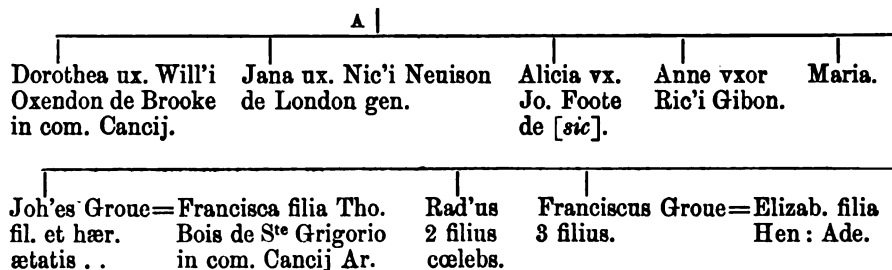 A
Dorothea ux. Will'i Jana ux. Nic'i Neuison Alicia vx. Anne vxor Maria.
Oxendon de Brooke de London gen. Jo. Foote Ric'i Gibon.
in com. Cancij. de [sic].
Joh'es Groue=Francisca filia Tho. Rad'us Franciscus Groue=Elizab. filia
fil. et hær. Bois de Ste Grigorio 2 filius 3 filius. Hen: Ade.
ætatis . . in com. Cancij Ar. cœlebs.